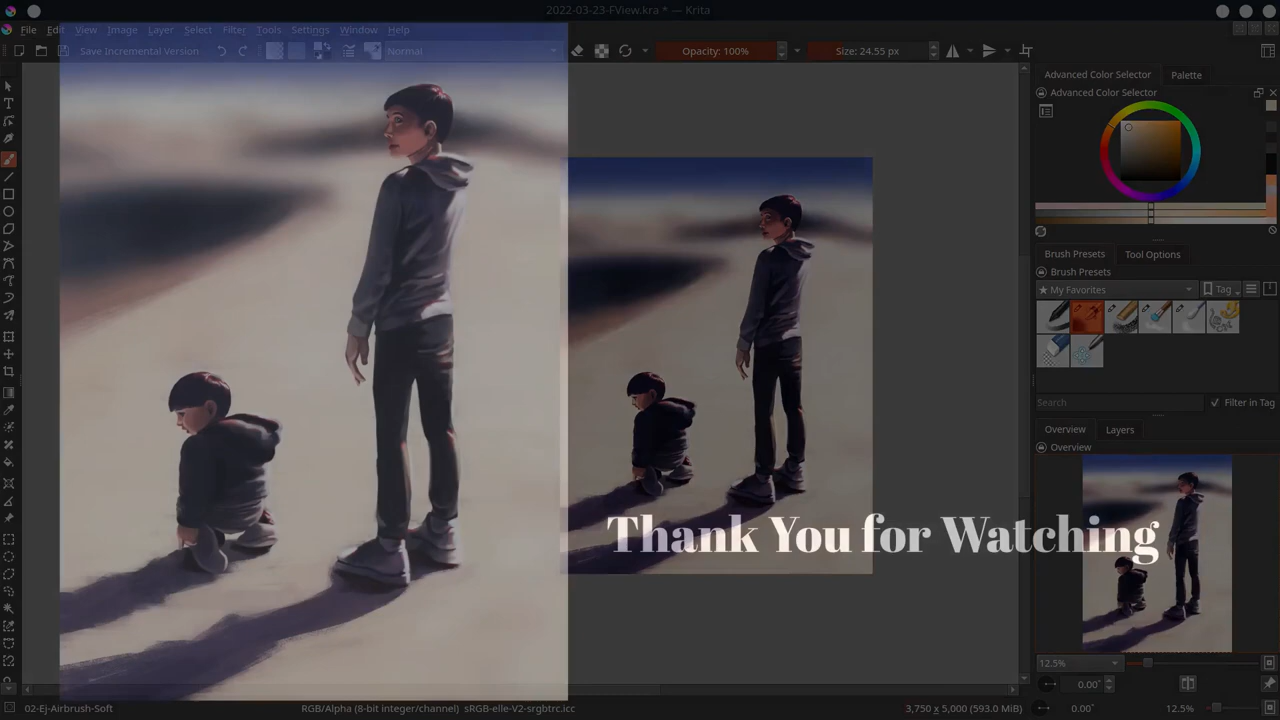 2022-03-23-FView.kra * — Krita
File Edit View Image Layer Select Filter Tools Settings Window Help
Save Incremental Version Normal Opacity: 100% Size: 24.55 px
Advanced Color Selector Palette
Advanced Color Selector
Brush Presets Tool Options
Brush Presets
★ My Favorites Tag
Search Filter in Tag
Overview Layers
Overview
Thank You for Watching
12.5%
0.00°
02-Ej-Airbrush-Soft RGB/Alpha (8-bit integer/channel) sRGB-elle-V2-srgbtrc.icc 3,750 x 5,000 (593.0 MiB) 0.00° 12.5%